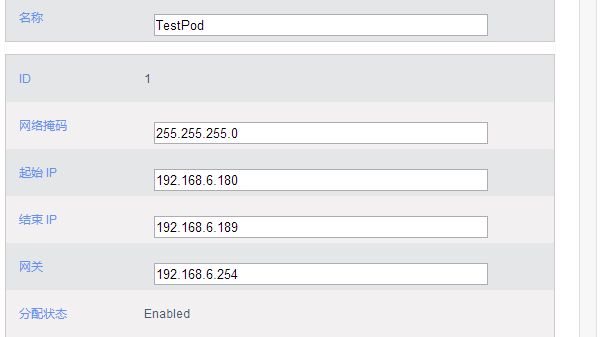 名称 TestPod
ID 1
网络掩码 255.255.255.0
起始 IP 192.168.6.180
结束 IP 192.168.6.189
网关 192.168.6.254
分配状态 Enabled